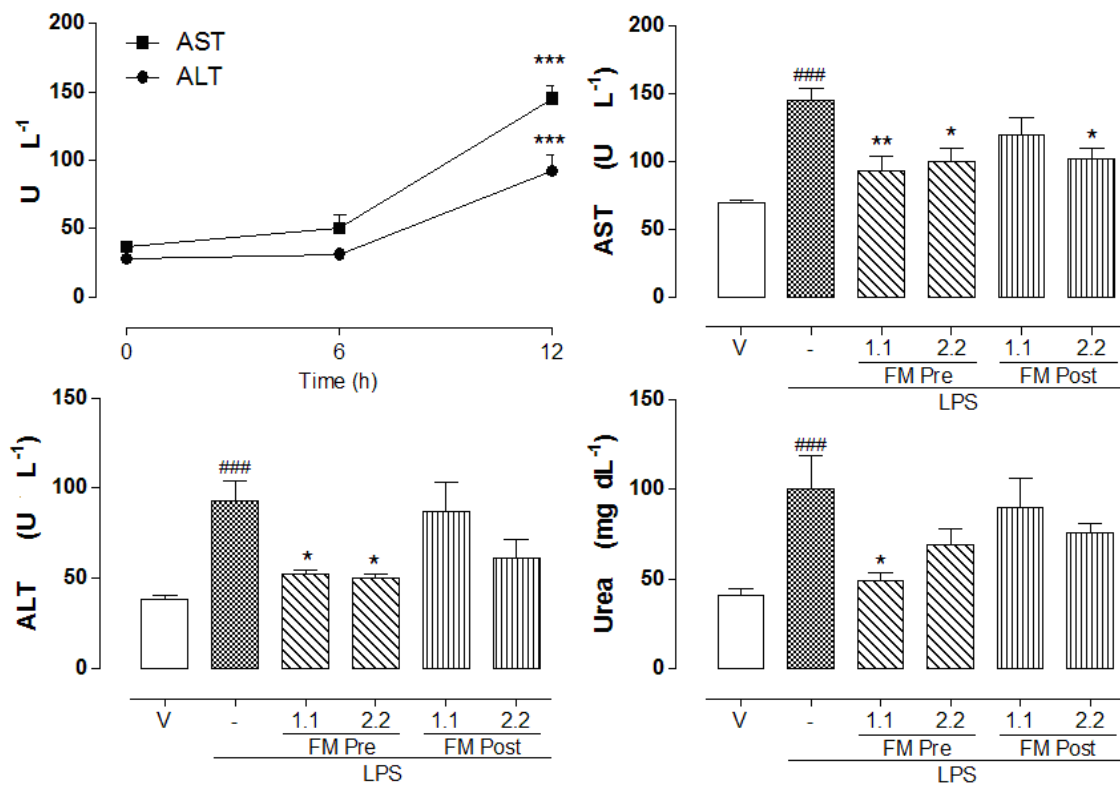 200
150
100
50
0
U L⁻¹
AST
ALT
***
***
0 6 12
Time (h)
200
150
100
50
0
AST (U L⁻¹)
###
** * *
V - 1.1 2.2 1.1 2.2
FM Pre FM Post
LPS
150
100
50
0
ALT (U L⁻¹)
###
* *
V - 1.1 2.2 1.1 2.2
FM Pre FM Post
LPS
150
100
50
0
Urea (mg dL⁻¹)
###
*
V - 1.1 2.2 1.1 2.2
FM Pre FM Post
LPS